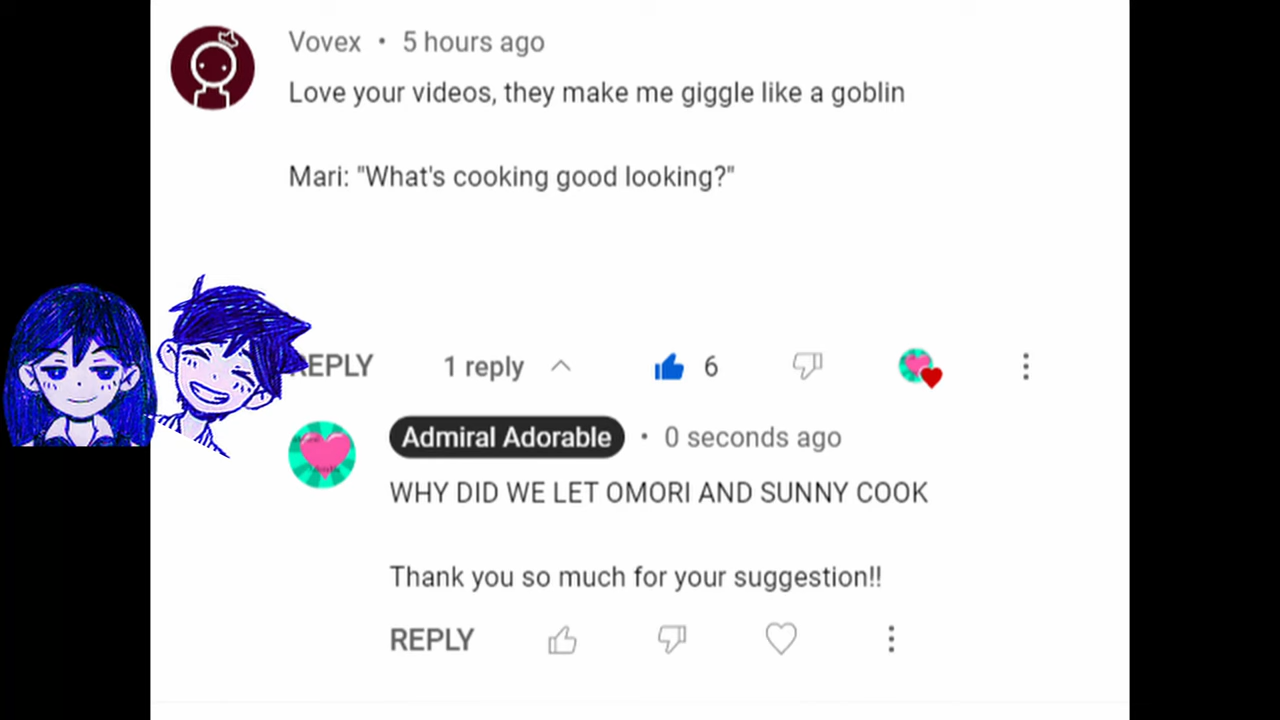 Vovex • 5 hours ago
Love your videos, they make me giggle like a goblin
Mari: "What's cooking good looking?"
REPLY 1 reply 6
Admiral Adorable • 0 seconds ago
WHY DID WE LET OMORI AND SUNNY COOK
Thank you so much for your suggestion!!
REPLY